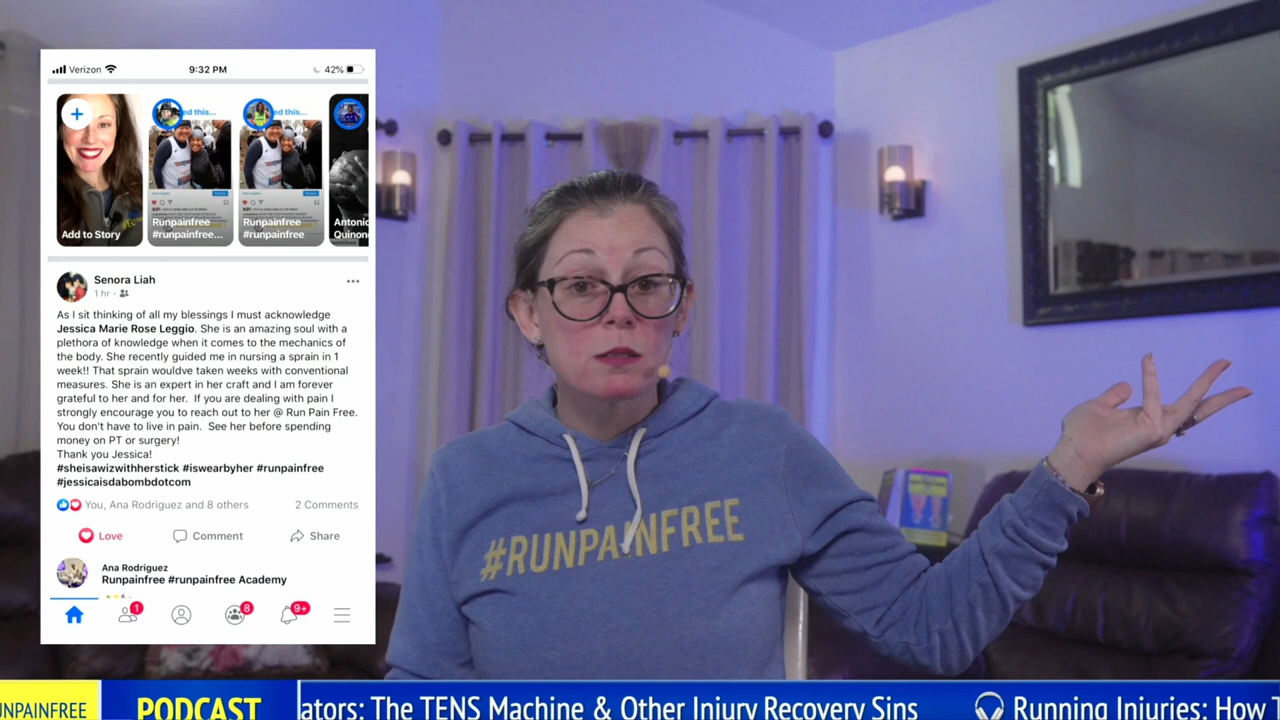 Verizon
9:32 PM
42%
ed this...
ed this...
Add to Story
Runpainfree
#runpainfree...
Runpainfree
#runpainfree
Antonio
Quinon
Senora Liah
1 hr ·
As I sit thinking of all my blessings I must acknowledge
Jessica Marie Rose Leggio. She is an amazing soul with a
plethora of knowledge when it comes to the mechanics of
the body. She recently guided me in nursing a sprain in 1
week!! That sprain wouldve taken weeks with conventional
measures. She is an expert in her craft and I am forever
grateful to her and for her. If you are dealing with pain I
strongly encourage you to reach out to her @ Run Pain Free.
You don't have to live in pain. See her before spending
money on PT or surgery!
Thank you Jessica!
#sheisawizwithherstick #iswearbyher #runpainfree
#jessicaisdabombdotcom
You, Ana Rodriguez and 8 others
2 Comments
Love
Comment
Share
Ana Rodriguez
Runpainfree #runpainfree Academy
1
8
9+
#RUNPAINFREE
UNPAINFREE
PODCAST
ators: The TENS Machine & Other Injury Recovery Sins
Running Injuries: How T